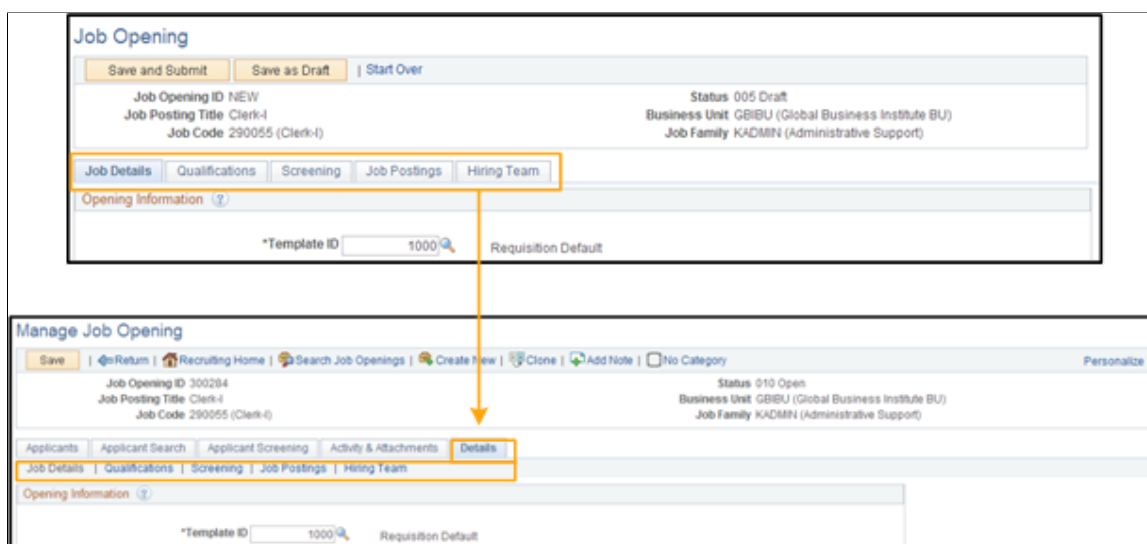 Job Opening
Save and Submit Save as Draft | Start Over
Job Opening ID NEW Status 005 Draft
Job Posting Title Clerk-I Business Unit GBIBU (Global Business Institute BU)
Job Code 290055 (Clerk-I) Job Family KADMIN (Administrative Support)
Job Details Qualifications Screening Job Postings Hiring Team
Opening Information ?
*Template ID 1000 Requisition Default
Manage Job Opening
Save | Return | Recruiting Home | Search Job Openings | Create New | Clone | Add Note | No Category Personalize
Job Opening ID 300284 Status 010 Open
Job Posting Title Clerk-I Business Unit GBIBU (Global Business Institute BU)
Job Code 290055 (Clerk-I) Job Family KADMIN (Administrative Support)
Applicants Applicant Search Applicant Screening Activity & Attachments Details
Job Details | Qualifications | Screening | Job Postings | Hiring Team
Opening Information ?
*Template ID 1000 Requisition Default